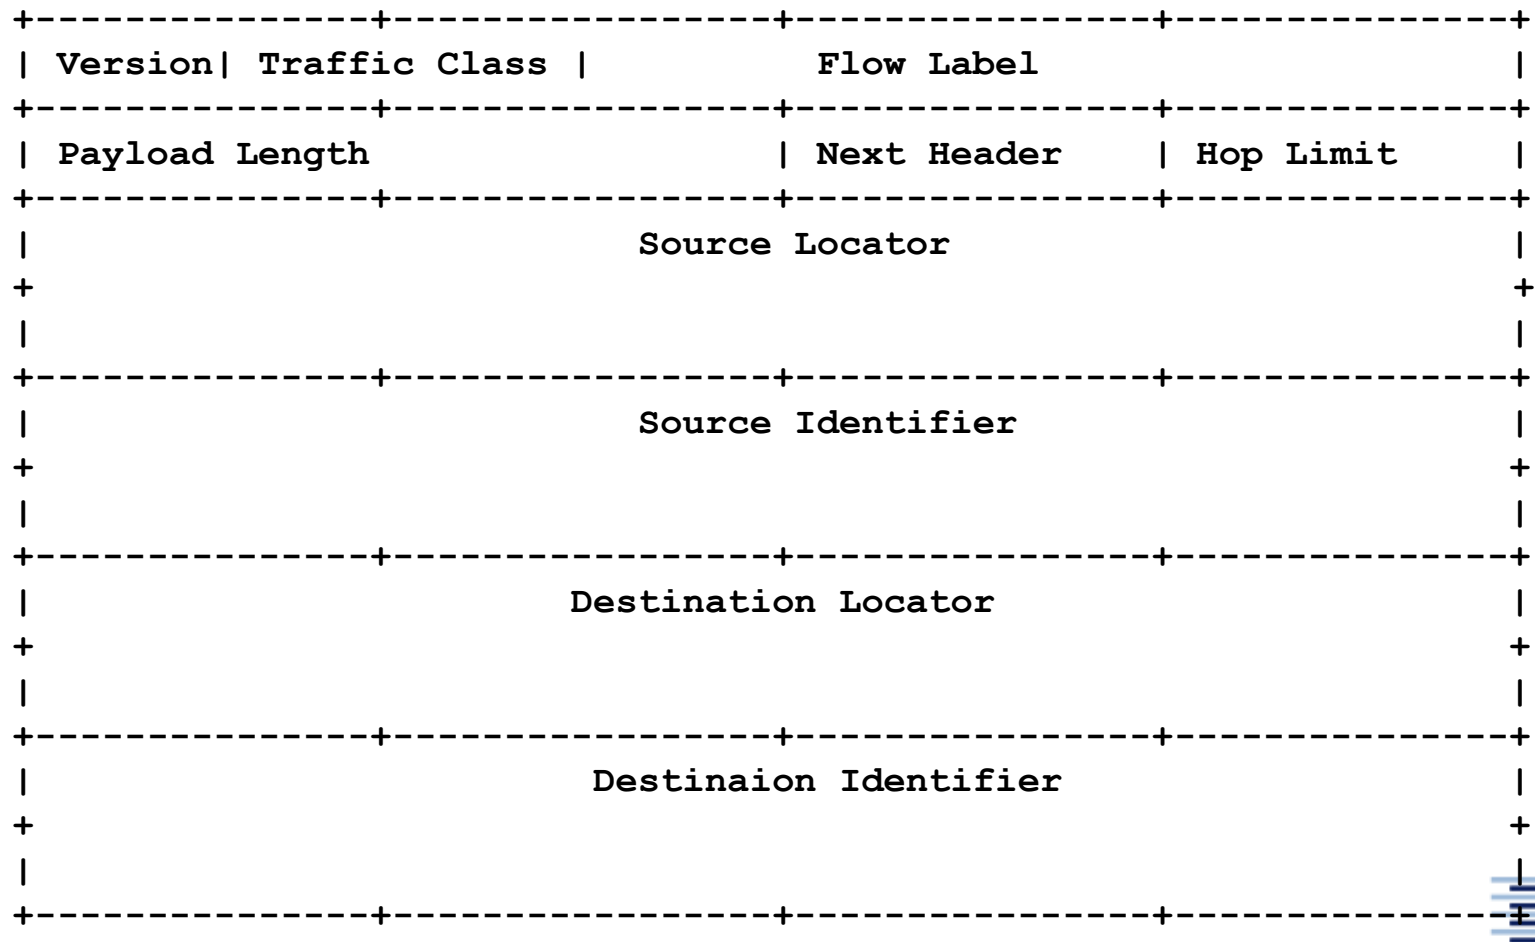 +---------------+-----------------+----------------+---------------+
| Version| Traffic Class | Flow Label |
+---------------+-----------------+----------------+---------------+
| Payload Length | Next Header | Hop Limit |
+---------------+-----------------+----------------+---------------+
| Source Locator |
+ +
| |
+---------------+-----------------+----------------+---------------+
| Source Identifier |
+ +
| |
+---------------+-----------------+----------------+---------------+
| Destination Locator |
+ +
| |
+---------------+-----------------+----------------+---------------+
| Destinaion Identifier |
+ +
| |
+---------------+-----------------+----------------+---------------+